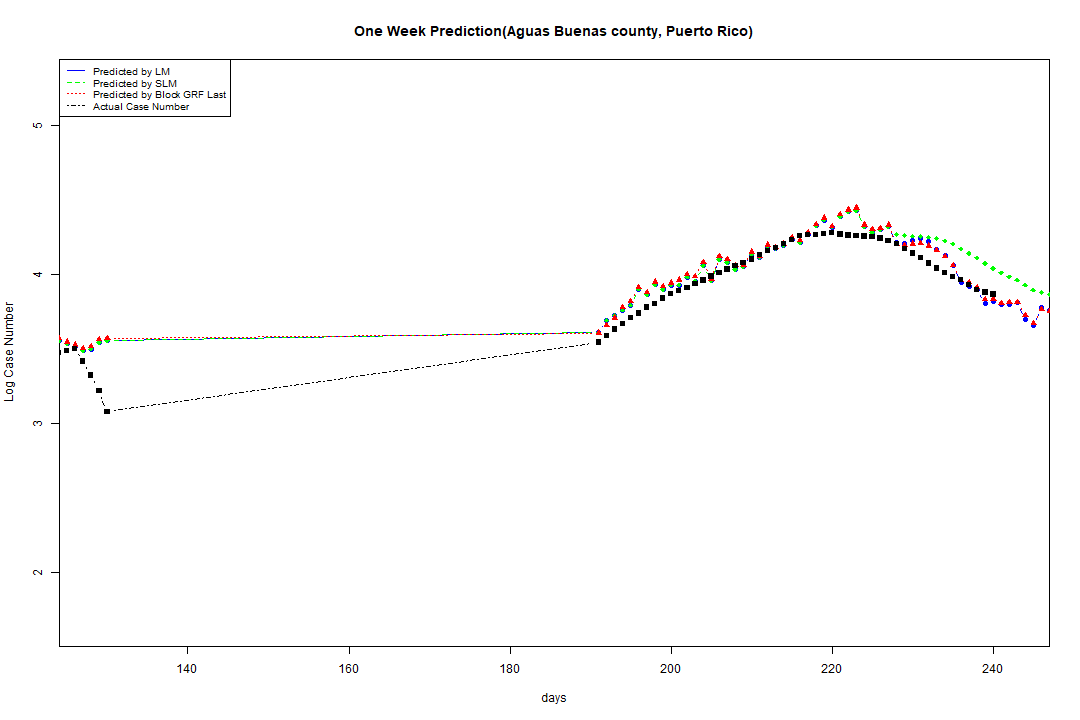 One Week Prediction(Aguas Buenas county, Puerto Rico)
Predicted by LM
Predicted by SLM
Predicted by Block GRF Last
Actual Case Number
5
4
3
2
Log Case Number
140 160 180 200 220 240
days